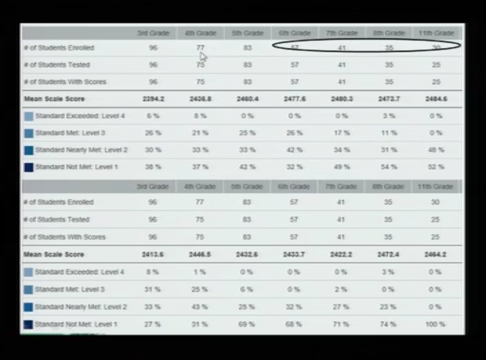 3rd Grade 4th Grade 5th Grade 6th Grade 7th Grade 8th Grade 11th Grade
# of Students Enrolled 96 77 83 57 41 35 30
# of Students Tested 96 75 83 57 41 35 25
# of Students With Scores 96 75 83 57 41 35 25
Mean Scale Score 2394.2 2436.8 2460.4 2477.6 2480.3 2473.7 2484.6
Standard Exceeded: Level 4 6 % 8 % 0 % 0 % 0 % 3 % 0 %
Standard Met: Level 3 26 % 21 % 25 % 26 % 17 % 11 % 0 %
Standard Nearly Met: Level 2 30 % 33 % 33 % 42 % 34 % 31 % 48 %
Standard Not Met: Level 1 38 % 37 % 42 % 32 % 49 % 54 % 52 %
3rd Grade 4th Grade 5th Grade 6th Grade 7th Grade 8th Grade 11th Grade
# of Students Enrolled 96 77 83 57 41 35 30
# of Students Tested 96 75 83 57 41 35 25
# of Students With Scores 96 75 83 57 41 35 25
Mean Scale Score 2413.6 2446.5 2432.6 2433.7 2422.2 2472.4 2464.2
Standard Exceeded: Level 4 8 % 1 % 0 % 0 % 0 % 3 % 0 %
Standard Met: Level 3 31 % 25 % 6 % 0 % 2 % 0 % 0 %
Standard Nearly Met: Level 2 33 % 43 % 25 % 32 % 27 % 23 % 0 %
Standard Not Met: Level 1 27 % 31 % 69 % 68 % 71 % 74 % 100 %